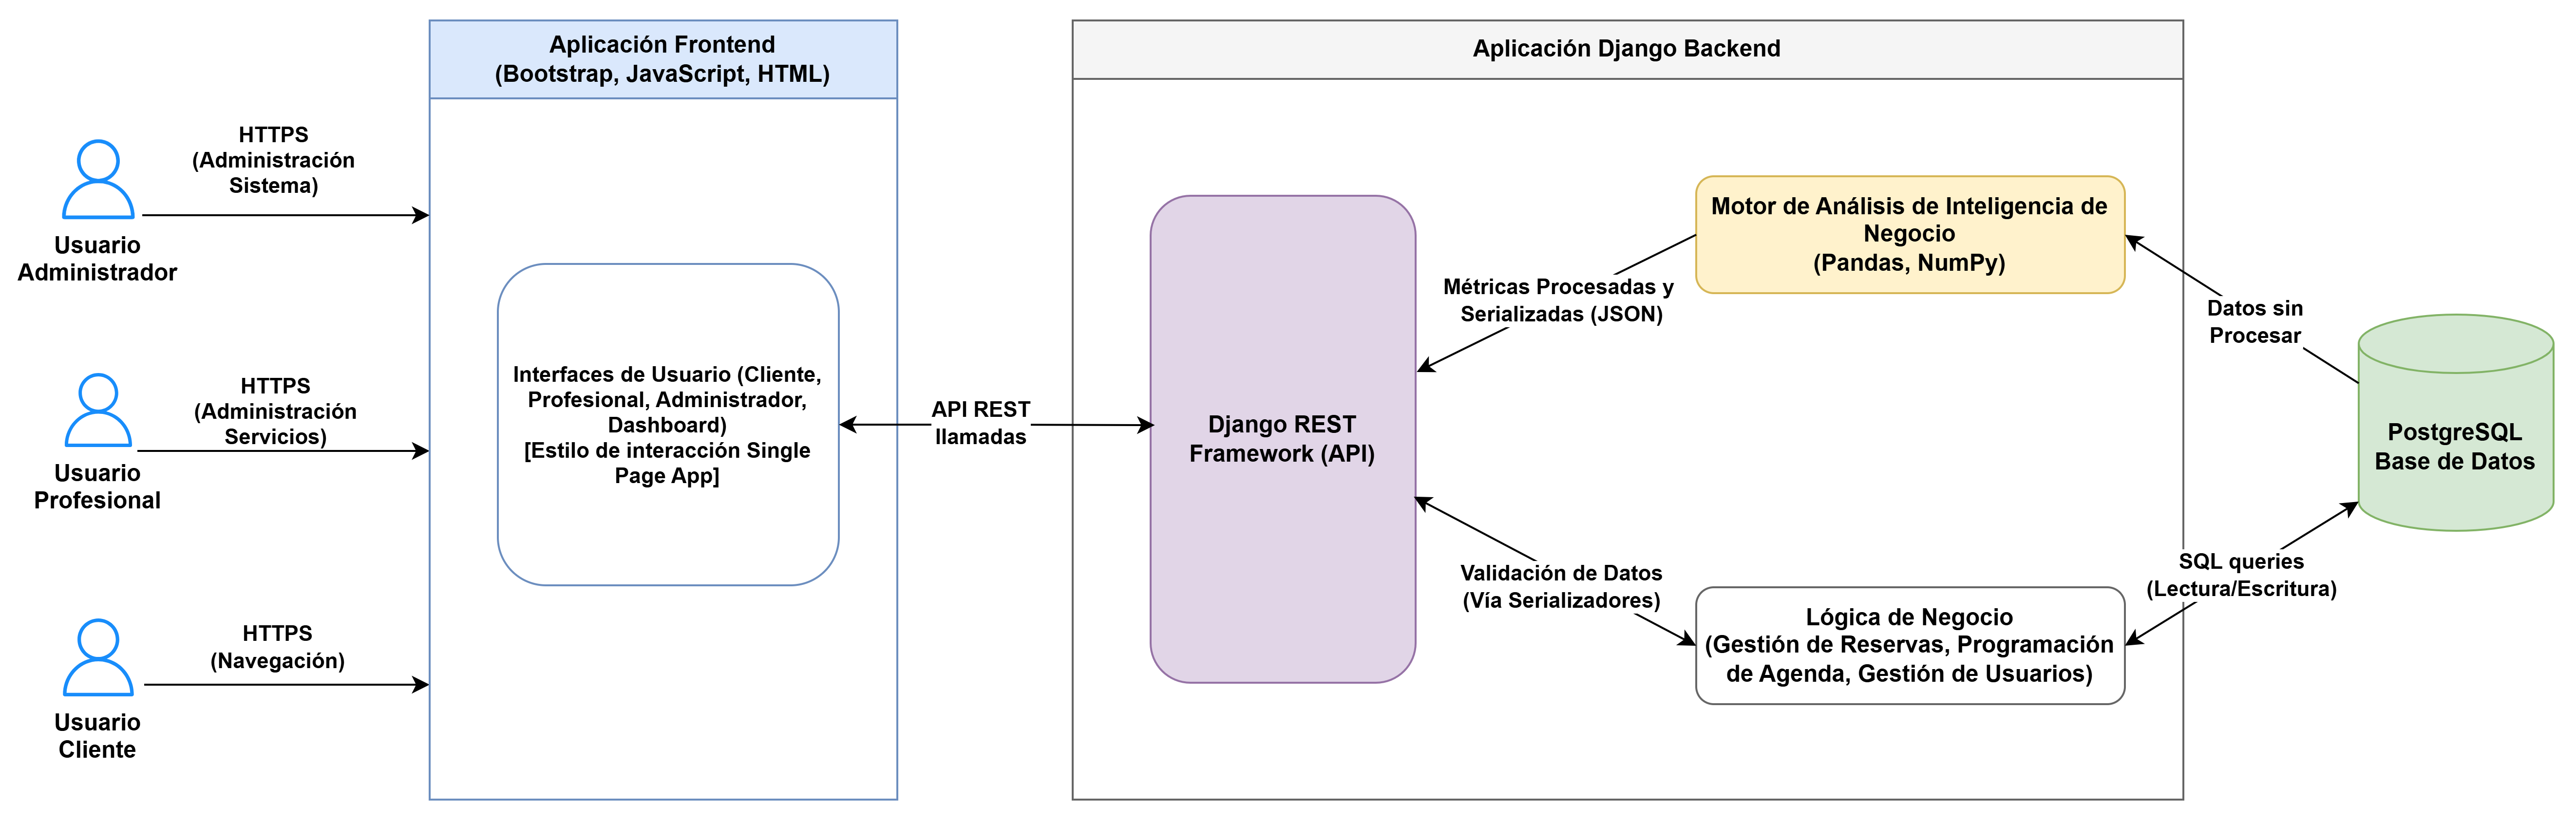 Aplicación Frontend
(Bootstrap, JavaScript, HTML)
HTTPS
(Administración
Sistema)
Usuario
Administrador
HTTPS
(Administración
Servicios)
Usuario
Profesional
HTTPS
(Navegación)
Usuario
Cliente
Interfaces de Usuario (Cliente,
Profesional, Administrador,
Dashboard)
[Estilo de interacción Single
Page App]
API REST
llamadas
Aplicación Django Backend
Django REST
Framework (API)
Métricas Procesadas y
Serializadas (JSON)
Motor de Análisis de Inteligencia de
Negocio
(Pandas, NumPy)
Validación de Datos
(Vía Serializadores)
Lógica de Negocio
(Gestión de Reservas, Programación
de Agenda, Gestión de Usuarios)
Datos sin
Procesar
PostgreSQL
Base de Datos
SQL queries
(Lectura/Escritura)